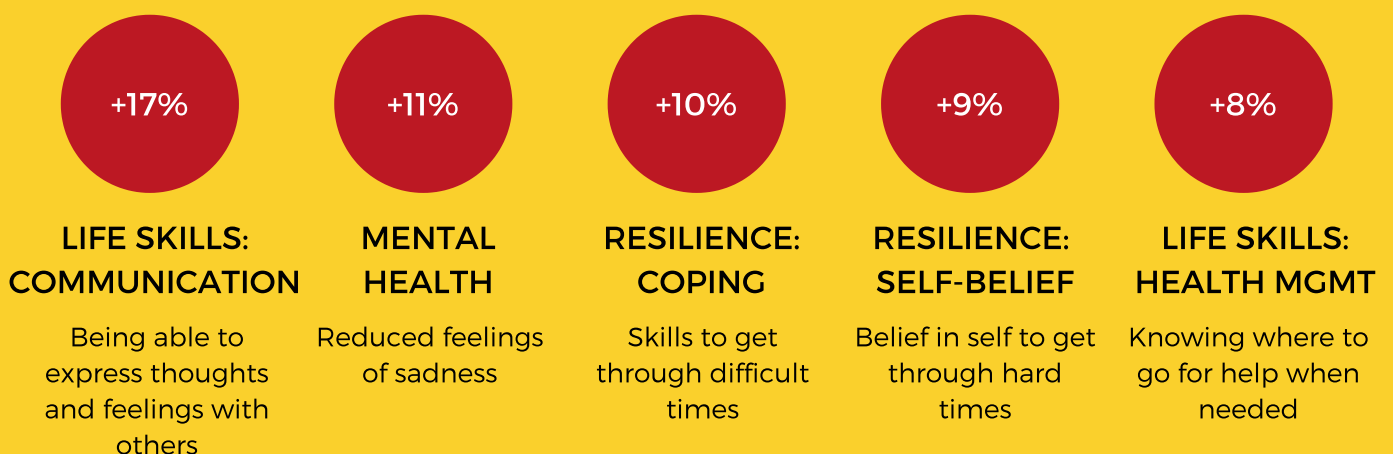 +17%
LIFE SKILLS:
COMMUNICATION
Being able to
express thoughts
and feelings with
others
+11%
MENTAL
HEALTH
Reduced feelings
of sadness
+10%
RESILIENCE:
COPING
Skills to get
through difficult
times
+9%
RESILIENCE:
SELF-BELIEF
Belief in self to get
through hard
times
+8%
LIFE SKILLS:
HEALTH MGMT
Knowing where to
go for help when
needed